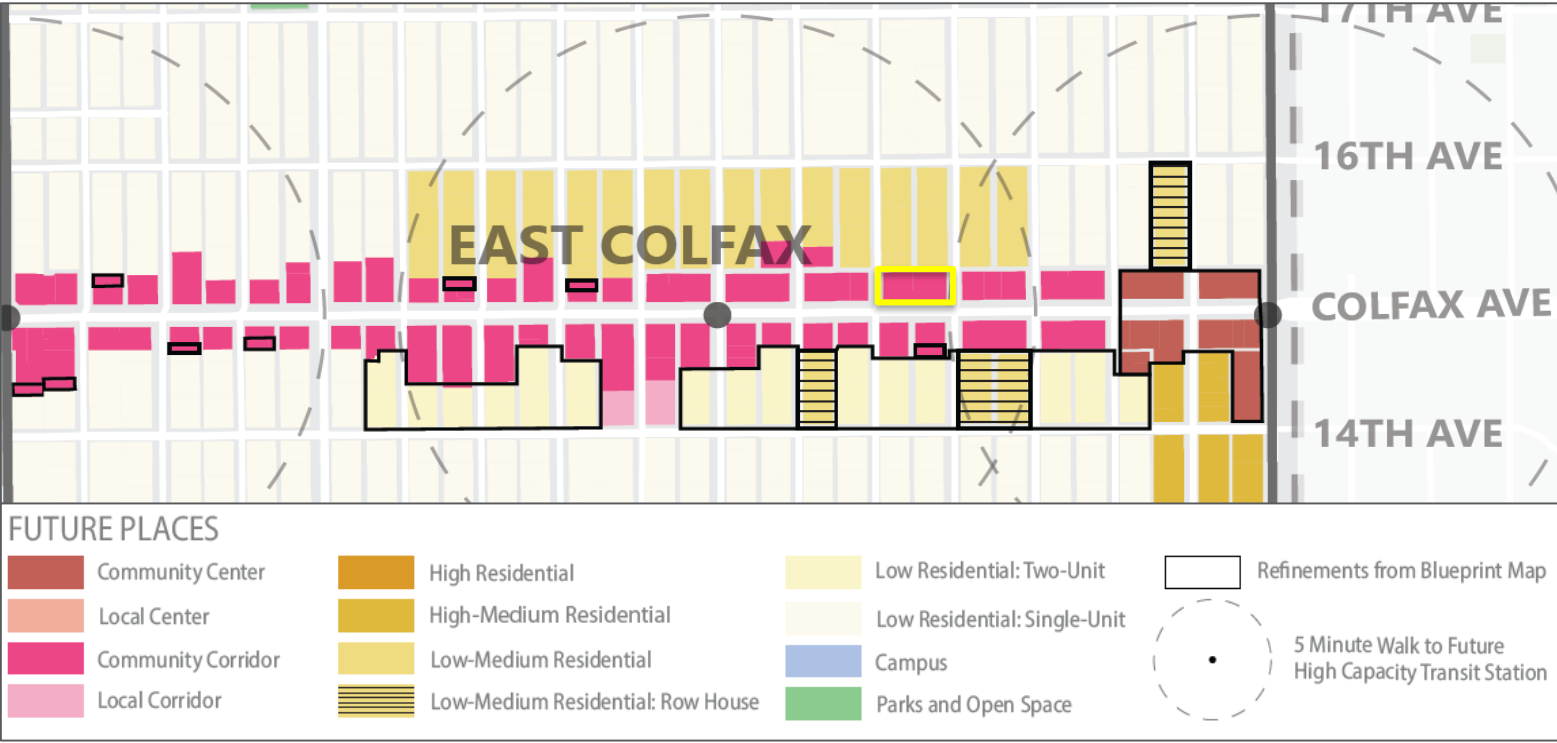 17TH AVE
16TH AVE
EAST COLFAX
COLFAX AVE
14TH AVE
FUTURE PLACES
Community Center
Local Center
Community Corridor
Local Corridor
High Residential
High-Medium Residential
Low-Medium Residential
Low-Medium Residential: Row House
Low Residential: Two-Unit
Low Residential: Single-Unit
Campus
Parks and Open Space
Refinements from Blueprint Map
5 Minute Walk to Future
High Capacity Transit Station